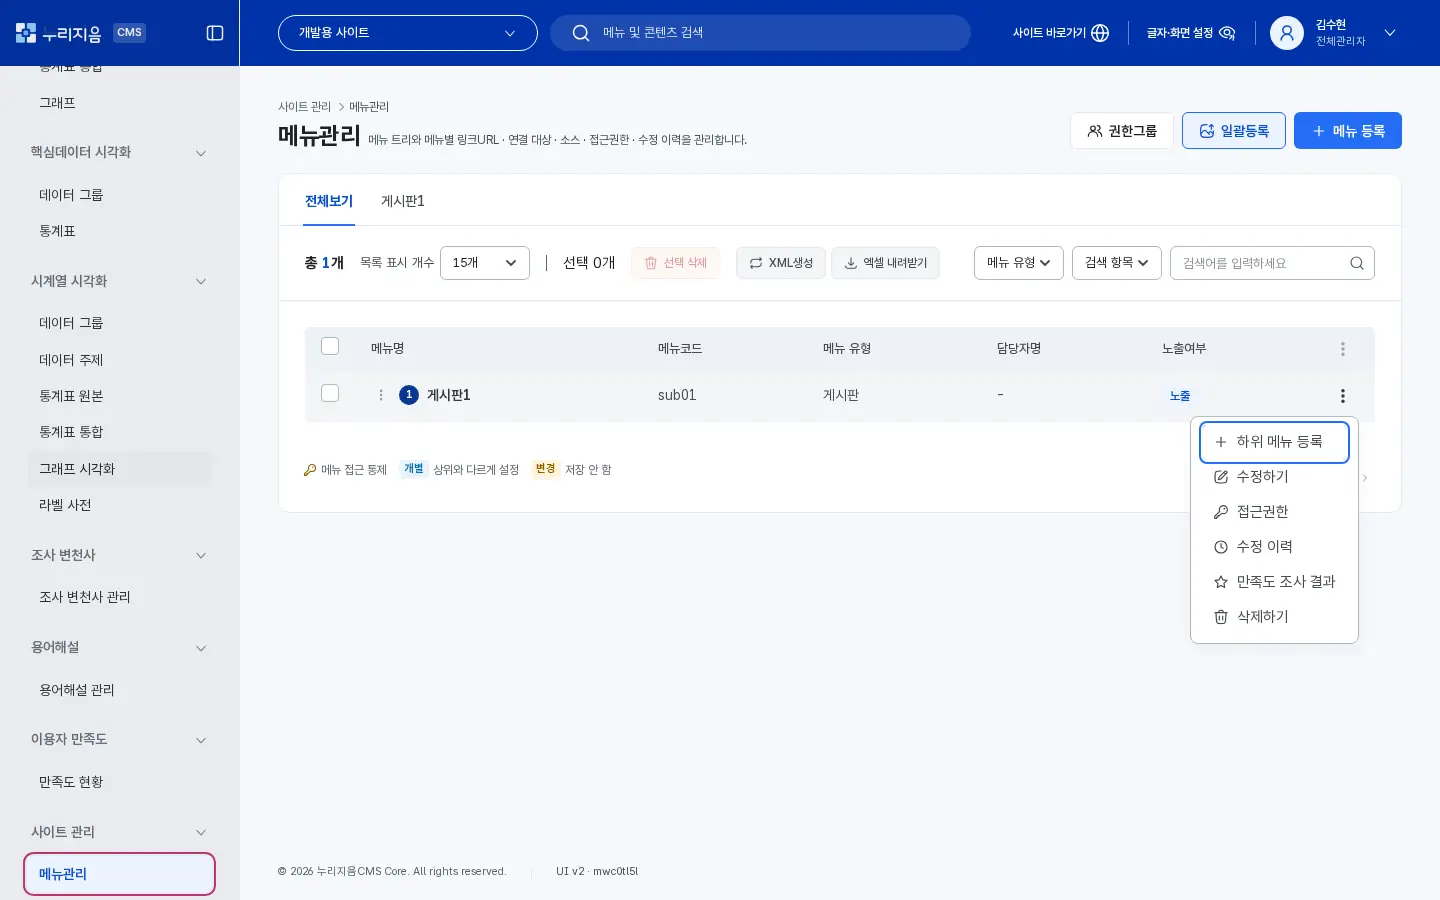 누리지음 CMS
개발용 사이트
메뉴 및 콘텐츠 검색
사이트 바로가기
글자·화면 설정
김수현
전체관리자
통계표 통합
그래프
핵심데이터 시각화
데이터 그룹
통계표
시계열 시각화
데이터 그룹
데이터 주제
통계표 원본
통계표 통합
그래프 시각화
라벨 사전
조사 변천사
조사 변천사 관리
용어해설
용어해설 관리
이용자 만족도
만족도 현황
사이트 관리
메뉴관리
사이트 관리 > 메뉴관리
메뉴관리 메뉴 트리와 메뉴별 링크URL · 연결 대상 · 소스 · 접근권한 · 수정 이력을 관리합니다.
권한그룹
일괄등록
메뉴 등록
전체보기 게시판1
총 1개 목록 표시 개수 15개 선택 0개 선택 삭제 XML생성 엑셀 내려받기 메뉴 유형 검색 항목 검색어를 입력하세요
메뉴명 메뉴코드 메뉴 유형 담당자명 노출여부
1 게시판1 sub01 게시판 - 노출
메뉴 접근 통제 개별 상위와 다르게 설정 변경 저장 안 함
하위 메뉴 등록
수정하기
접근권한
수정 이력
만족도 조사 결과
삭제하기
© 2026 누리지음CMS Core. All rights reserved. UI v2 · mwc0tl5l